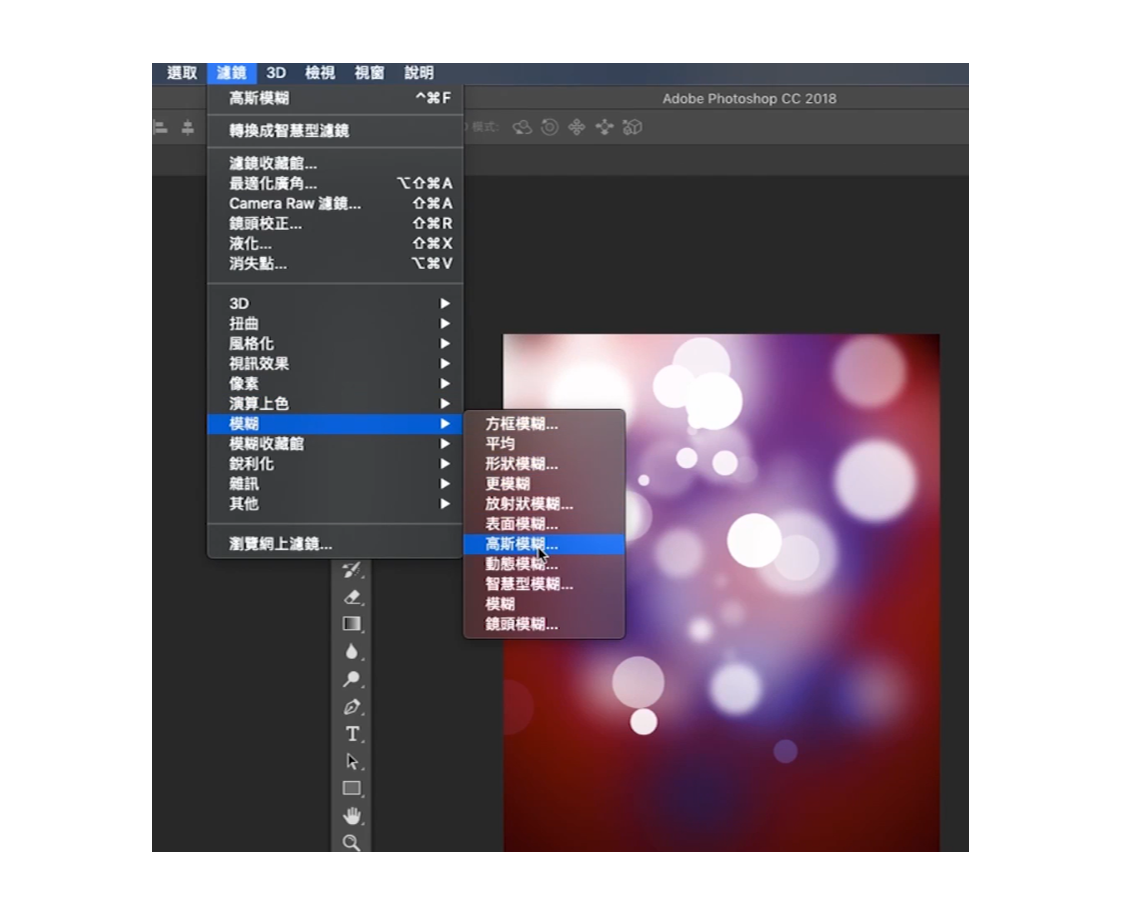 選取 濾鏡 3D 檢視 視窗 說明
高斯模糊 ^⌘F
Adobe Photoshop CC 2018
模式:
轉換成智慧型濾鏡
濾鏡收藏館...
最適化廣角... ⌥⇧⌘A
Camera Raw 濾鏡... ⇧⌘A
鏡頭校正... ⇧⌘R
液化... ⇧⌘X
消失點... ⌥⌘V
3D
扭曲
風格化
視訊效果
像素
演算上色
模糊
模糊收藏館
銳利化
雜訊
其他
瀏覽網上濾鏡...
方框模糊...
平均
形狀模糊...
更模糊
放射狀模糊...
表面模糊...
高斯模糊...
動態模糊...
智慧型模糊...
模糊
鏡頭模糊...
T